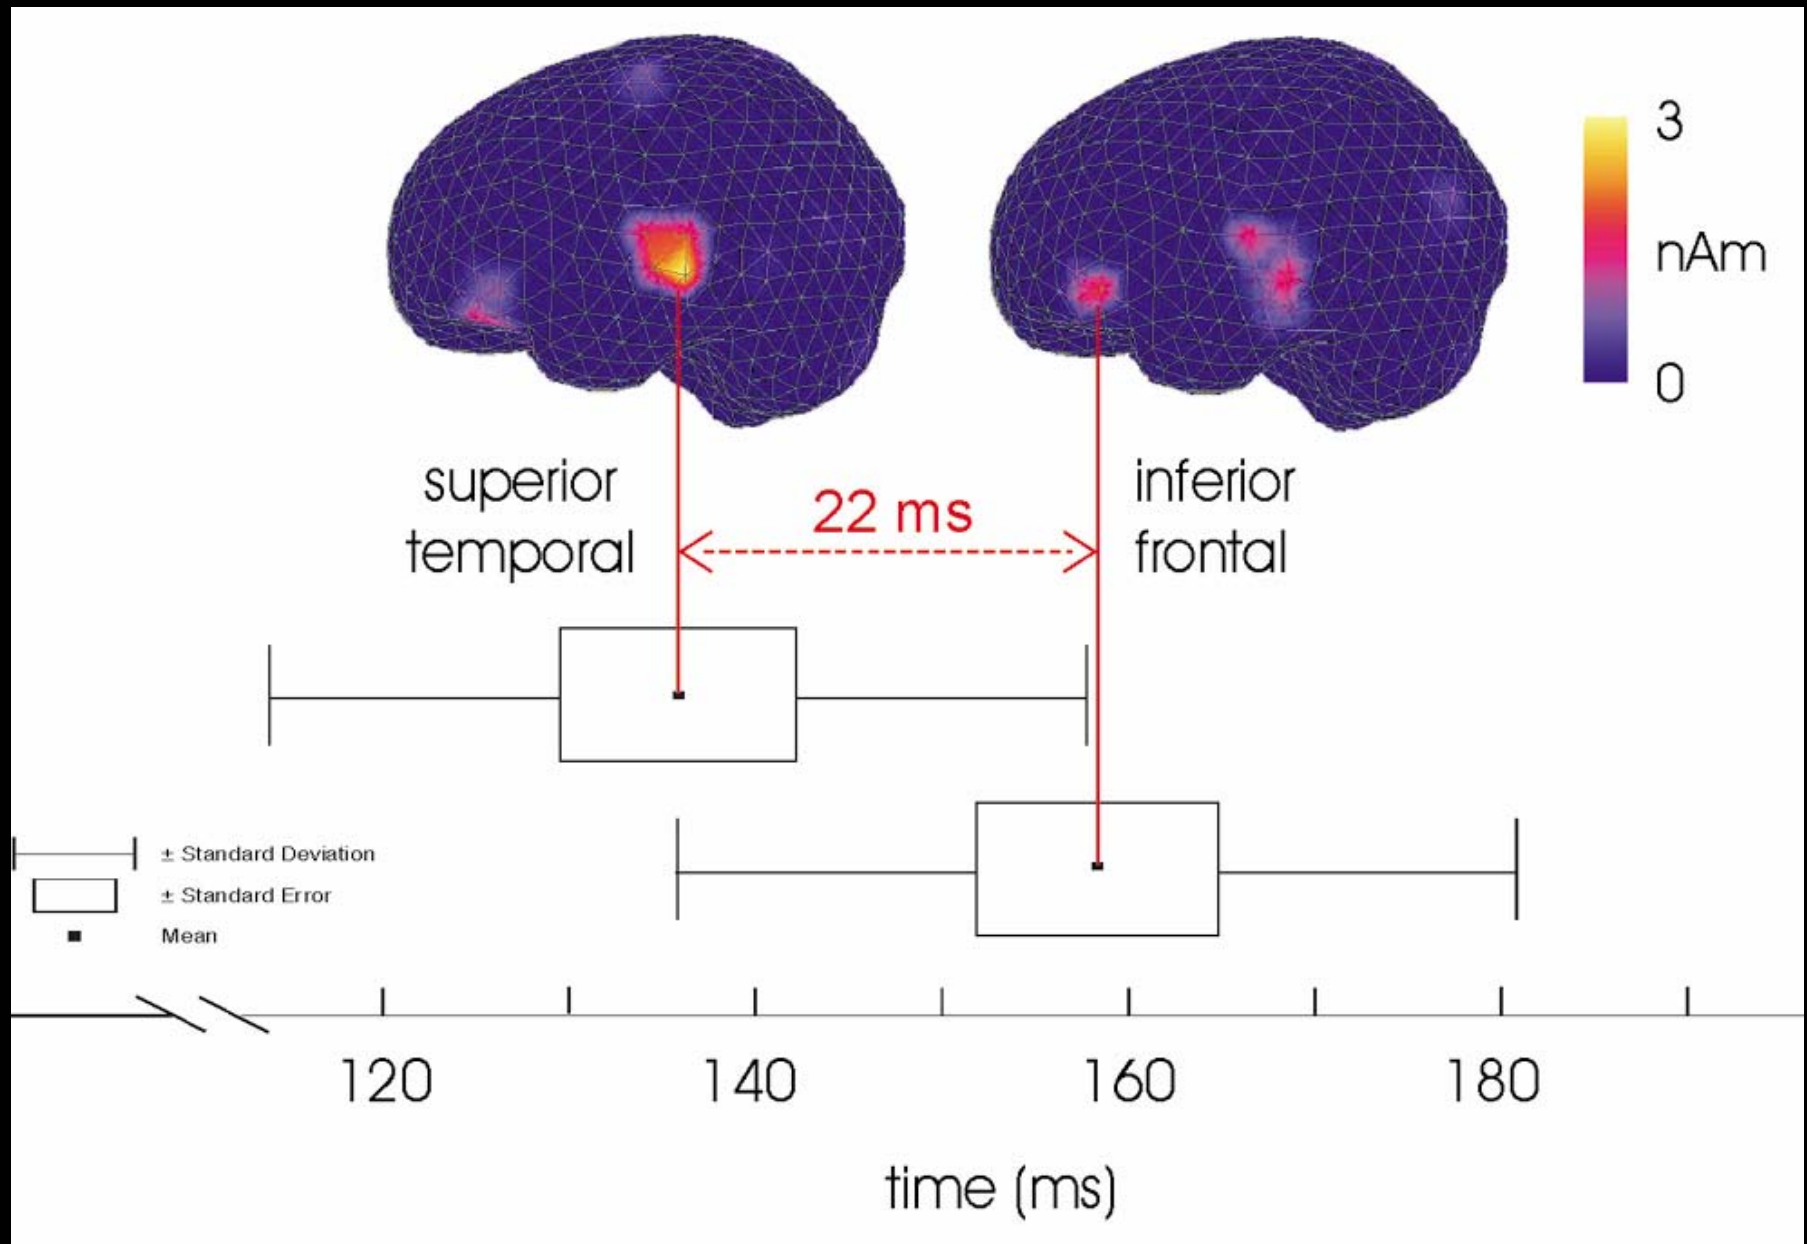 3
nAm
0
superior
temporal
22 ms
inferior
frontal
± Standard Deviation
± Standard Error
Mean
120 140 160 180
time (ms)